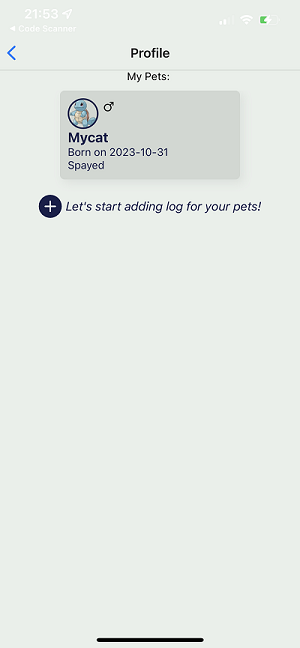 21:53
◄ Code Scanner
Profile
My Pets:
♂
Mycat
Born on 2023-10-31
Spayed
Let's start adding log for your pets!